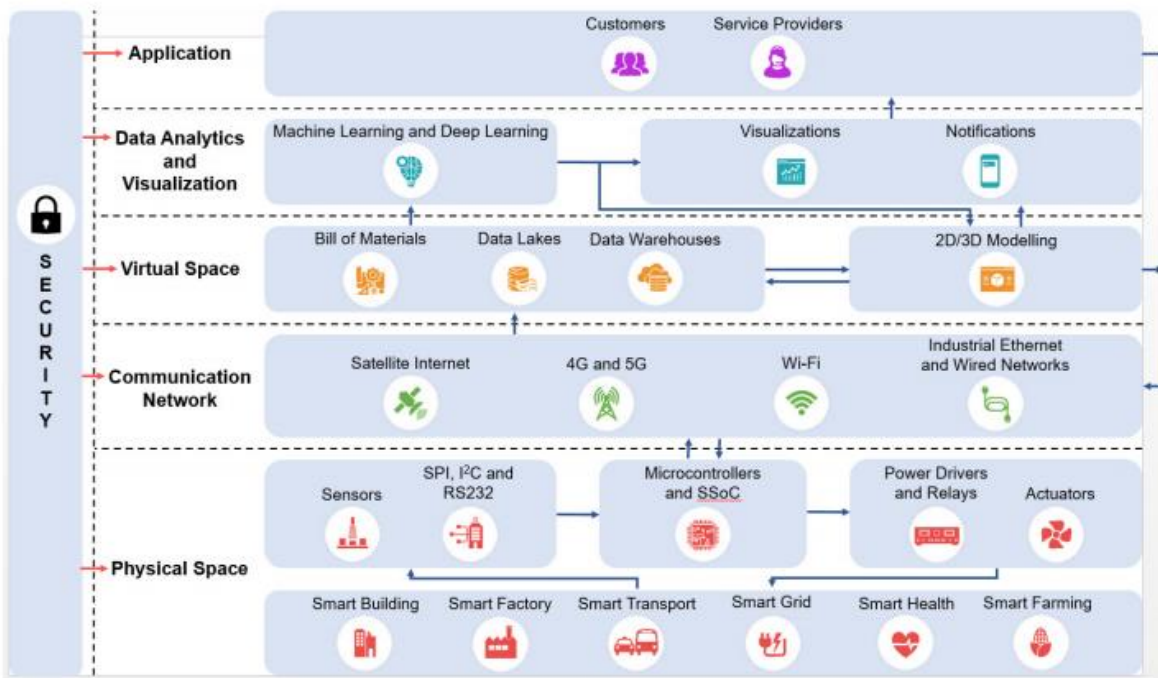 Customers
Service Providers
Application
Machine Learning and Deep Learning
Visualizations
Notifications
Data Analytics
and
Visualization
Bill of Materials
Data Lakes
Data Warehouses
2D/3D Modelling
Virtual Space
SECURITY
Satellite Internet
4G and 5G
Wi-Fi
Industrial Ethernet
and Wired Networks
Communication
Network
Sensors
SPI, I²C and
RS232
Microcontrollers
and SSoC
Power Drivers
and Relays
Actuators
Physical Space
Smart Building
Smart Factory
Smart Transport
Smart Grid
Smart Health
Smart Farming